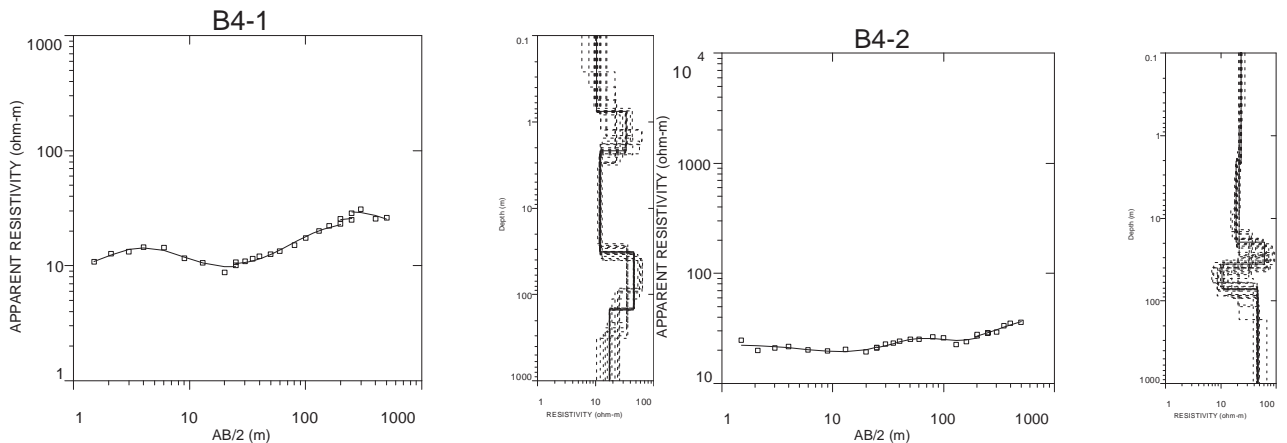 B4-1
APPARENT RESISTIVITY (ohm-m)
1000
100
10
1
1 10 100 1000
AB/2 (m)
Depth (m)
0.1
1
10
100
1000
1 10 100
RESISTIVITY (ohm-m)
B4-2
APPARENT RESISTIVITY (ohm-m)
10 4
1000
100
10
1 10 100 1000
AB/2 (m)
Depth (m)
0.1
1
10
100
1000
1 10 100
RESISTIVITY (ohm-m)